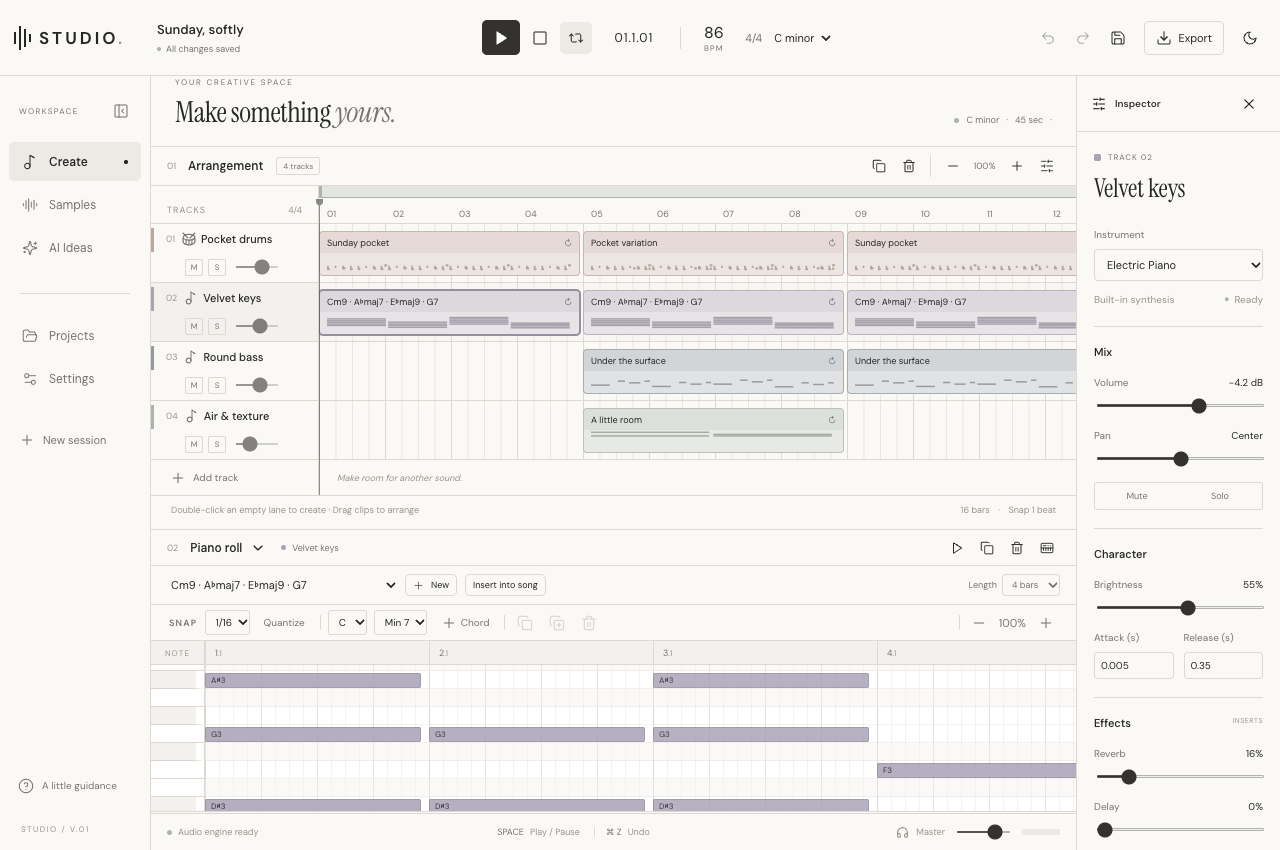 STUDIO.
Sunday, softly
All changes saved
01.1.01
86
BPM
4/4
C minor
Export
WORKSPACE
Create
Samples
AI Ideas
Projects
Settings
New session
A little guidance
STUDIO / V.01
YOUR CREATIVE SPACE
Make something yours.
C minor · 45 sec ·
01 Arrangement 4 tracks
100%
TRACKS 4/4
01 02 03 04 05 06 07 08 09 10 11 12
01 Pocket drums
M S
Sunday pocket
Pocket variation
Sunday pocket
02 Velvet keys
M S
Cm9 · A♭maj7 · E♭maj9 · G7
Cm9 · A♭maj7 · E♭maj9 · G7
Cm9 · A♭maj7 · E♭maj9 · G7
03 Round bass
M S
Under the surface
Under the surface
04 Air & texture
M S
A little room
Add track
Make room for another sound.
Double-click an empty lane to create · Drag clips to arrange
16 bars · Snap 1 beat
02 Piano roll Velvet keys
Cm9 · A♭maj7 · E♭maj9 · G7
New
Insert into song
Length 4 bars
SNAP 1/16 Quantize C Min 7 Chord
100%
NOTE 1.1 2.1 3.1 4.1
A#3 A#3
G3 G3 G3
F3
D#3 D#3 D#3
Audio engine ready
SPACE Play / Pause
⌘ Z Undo
Master
Inspector
TRACK 02
Velvet keys
Instrument
Electric Piano
Built-in synthesis Ready
Mix
Volume −4.2 dB
Pan Center
Mute Solo
Character
Brightness 55%
Attack (s) Release (s)
0.005 0.35
Effects INSERTS
Reverb 16%
Delay 0%